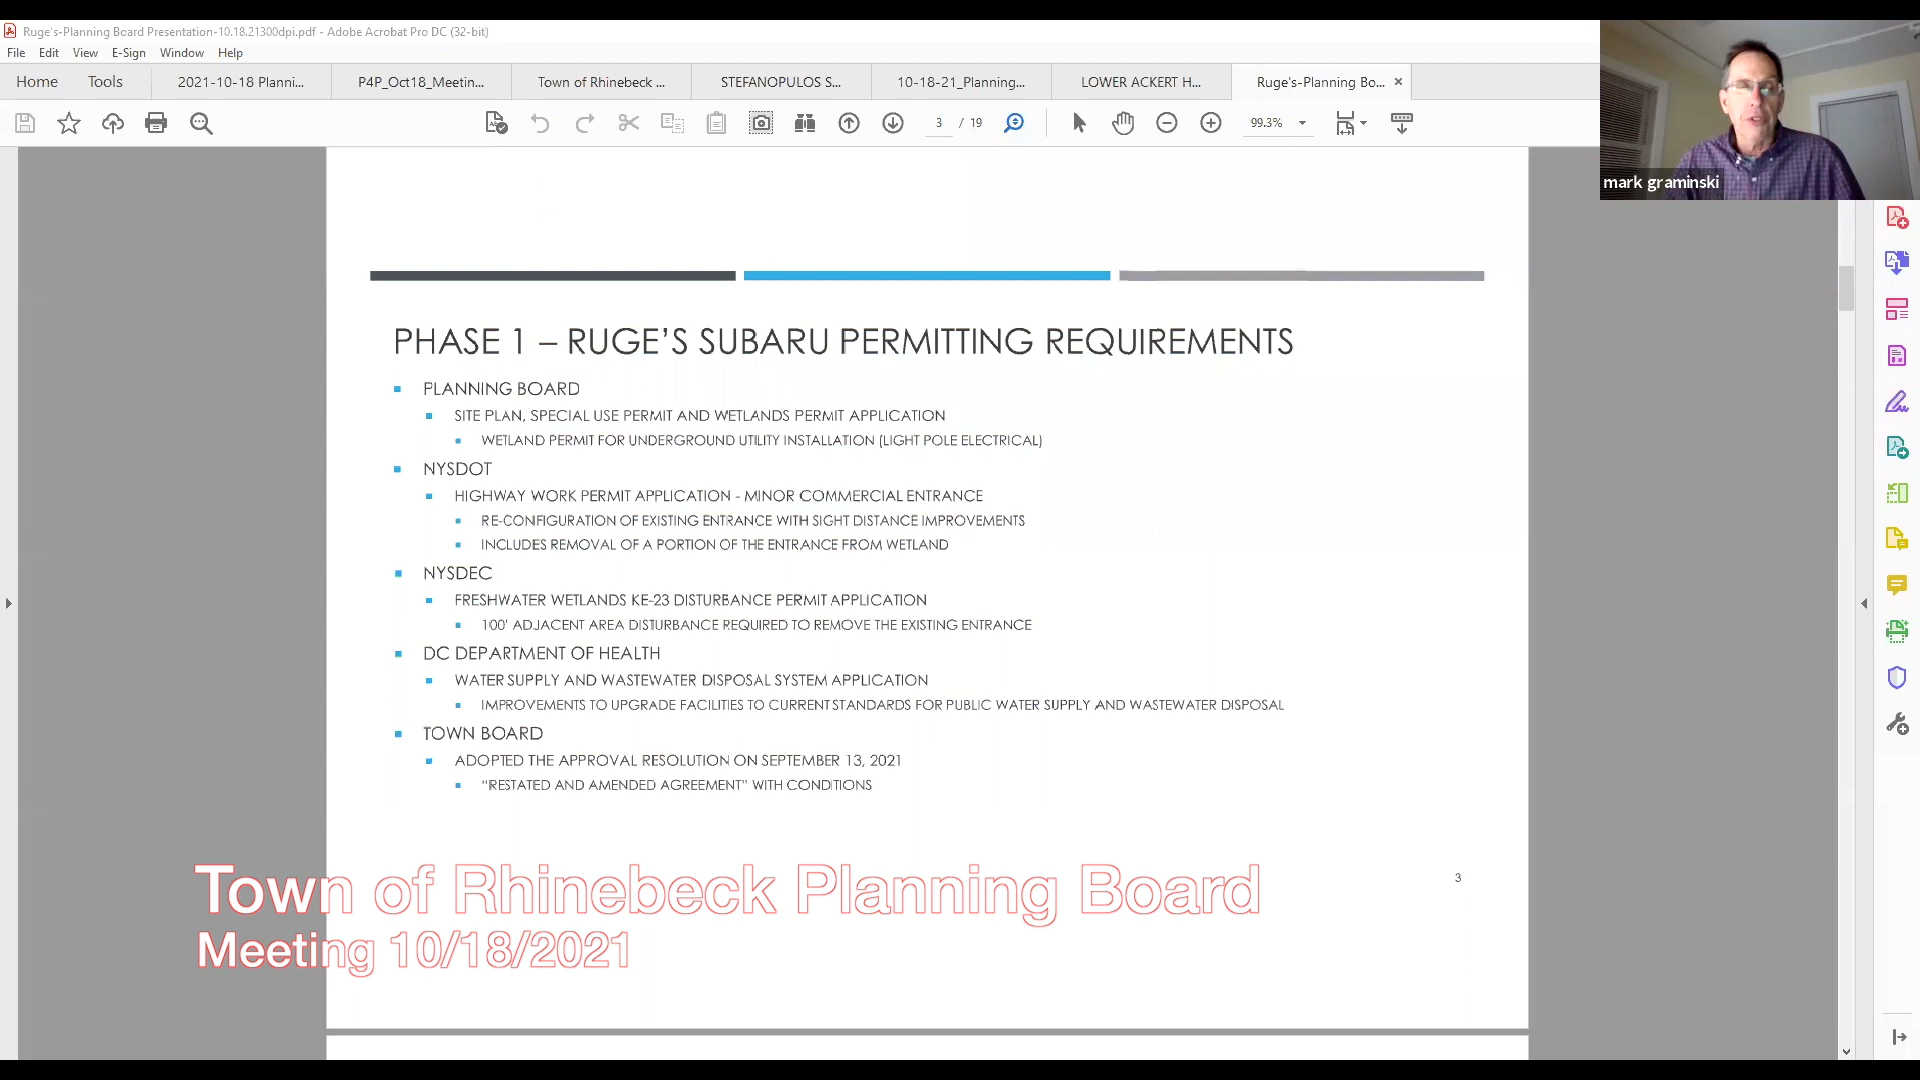 Ruge's-Planning Board Presentation-10.18.21300dpi.pdf - Adobe Acrobat Pro DC (32-bit)
File Edit View E-Sign Window Help
Home Tools 2021-10-18 Planni... P4P_Oct18_Meetin... Town of Rhinebeck ... STEFANOPULOS S... 10-18-21_Planning... LOWER ACKERT H... Ruge's-Planning Bo... ×
3 / 19 99.3%
mark graminski
PHASE 1 – RUGE’S SUBARU PERMITTING REQUIREMENTS
PLANNING BOARD
SITE PLAN, SPECIAL USE PERMIT AND WETLANDS PERMIT APPLICATION
WETLAND PERMIT FOR UNDERGROUND UTILITY INSTALLATION (LIGHT POLE ELECTRICAL)
NYSDOT
HIGHWAY WORK PERMIT APPLICATION - MINOR COMMERCIAL ENTRANCE
RE-CONFIGURATION OF EXISTING ENTRANCE WITH SIGHT DISTANCE IMPROVEMENTS
INCLUDES REMOVAL OF A PORTION OF THE ENTRANCE FROM WETLAND
NYSDEC
FRESHWATER WETLANDS KE-23 DISTURBANCE PERMIT APPLICATION
100' ADJACENT AREA DISTURBANCE REQUIRED TO REMOVE THE EXISTING ENTRANCE
DC DEPARTMENT OF HEALTH
WATER SUPPLY AND WASTEWATER DISPOSAL SYSTEM APPLICATION
IMPROVEMENTS TO UPGRADE FACILITIES TO CURRENT STANDARDS FOR PUBLIC WATER SUPPLY AND WASTEWATER DISPOSAL
TOWN BOARD
ADOPTED THE APPROVAL RESOLUTION ON SEPTEMBER 13, 2021
“RESTATED AND AMENDED AGREEMENT” WITH CONDITIONS
3
Town of Rhinebeck Planning Board
Meeting 10/18/2021